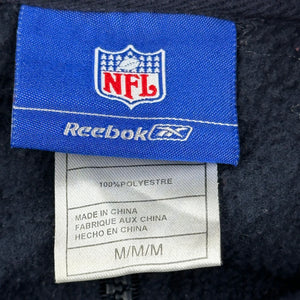 NFL
Reebok
100%POLYESTRE
MADE IN CHINA
FABRIQUE AUX CHINA
HECHO EN CHINA
M/M/M